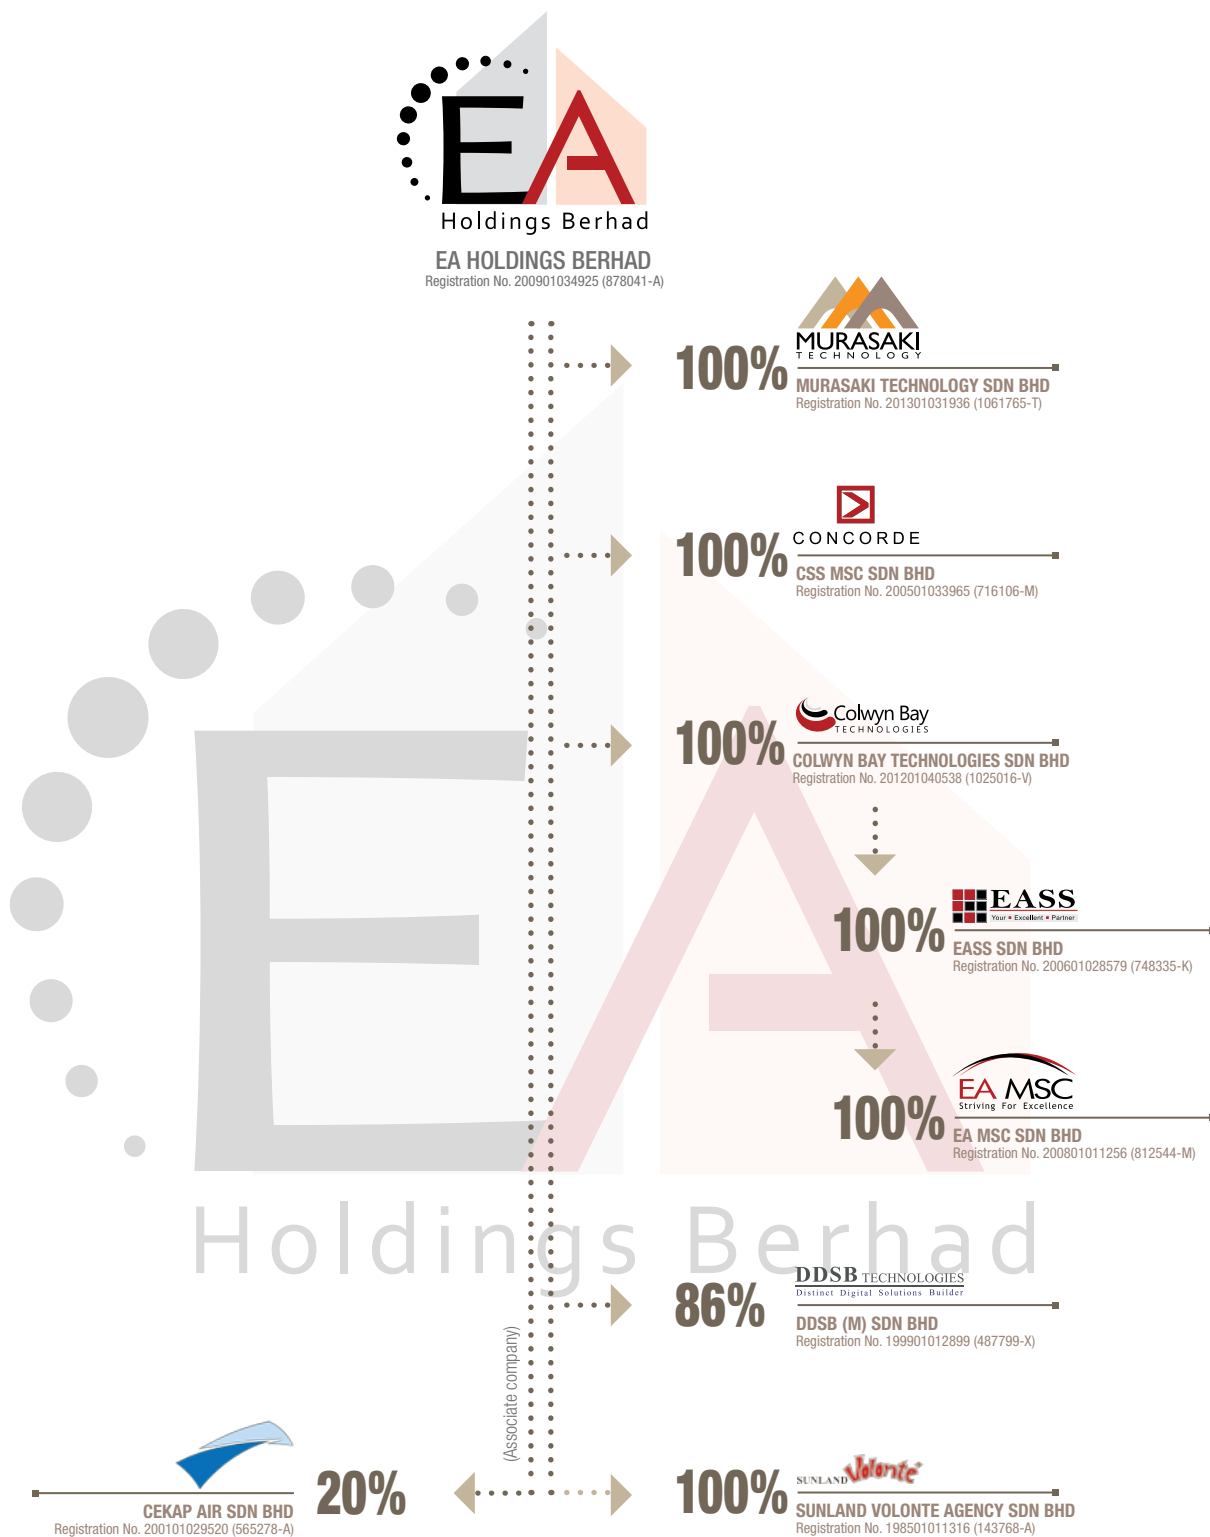 EA
Holdings Berhad
EA HOLDINGS BERHAD
Registration No. 200901034925 (878041-A)
MURASAKI
TECHNOLOGY
100%
MURASAKI TECHNOLOGY SDN BHD
Registration No. 201301031936 (1061765-T)
CONCORDE
100%
CSS MSC SDN BHD
Registration No. 200501033965 (716106-M)
Colwyn Bay
TECHNOLOGIES
100%
COLWYN BAY TECHNOLOGIES SDN BHD
Registration No. 201201040538 (1025016-V)
EASS
Your Excellent Partner
100%
EASS SDN BHD
Registration No. 200601028579 (748335-K)
EA MSC
Striving For Excellence
100%
EA MSC SDN BHD
Registration No. 200801011256 (812544-M)
EA
Holdings Berhad
DDSB TECHNOLOGIES
Distinct Digital Solutions Builder
86%
DDSB (M) SDN BHD
Registration No. 199901012899 (487799-X)
(Associate company)
20%
CEKAP AIR SDN BHD
Registration No. 200101029520 (565278-A)
SUNLAND Volonte
100%
SUNLAND VOLONTE AGENCY SDN BHD
Registration No. 198501011316 (143768-A)